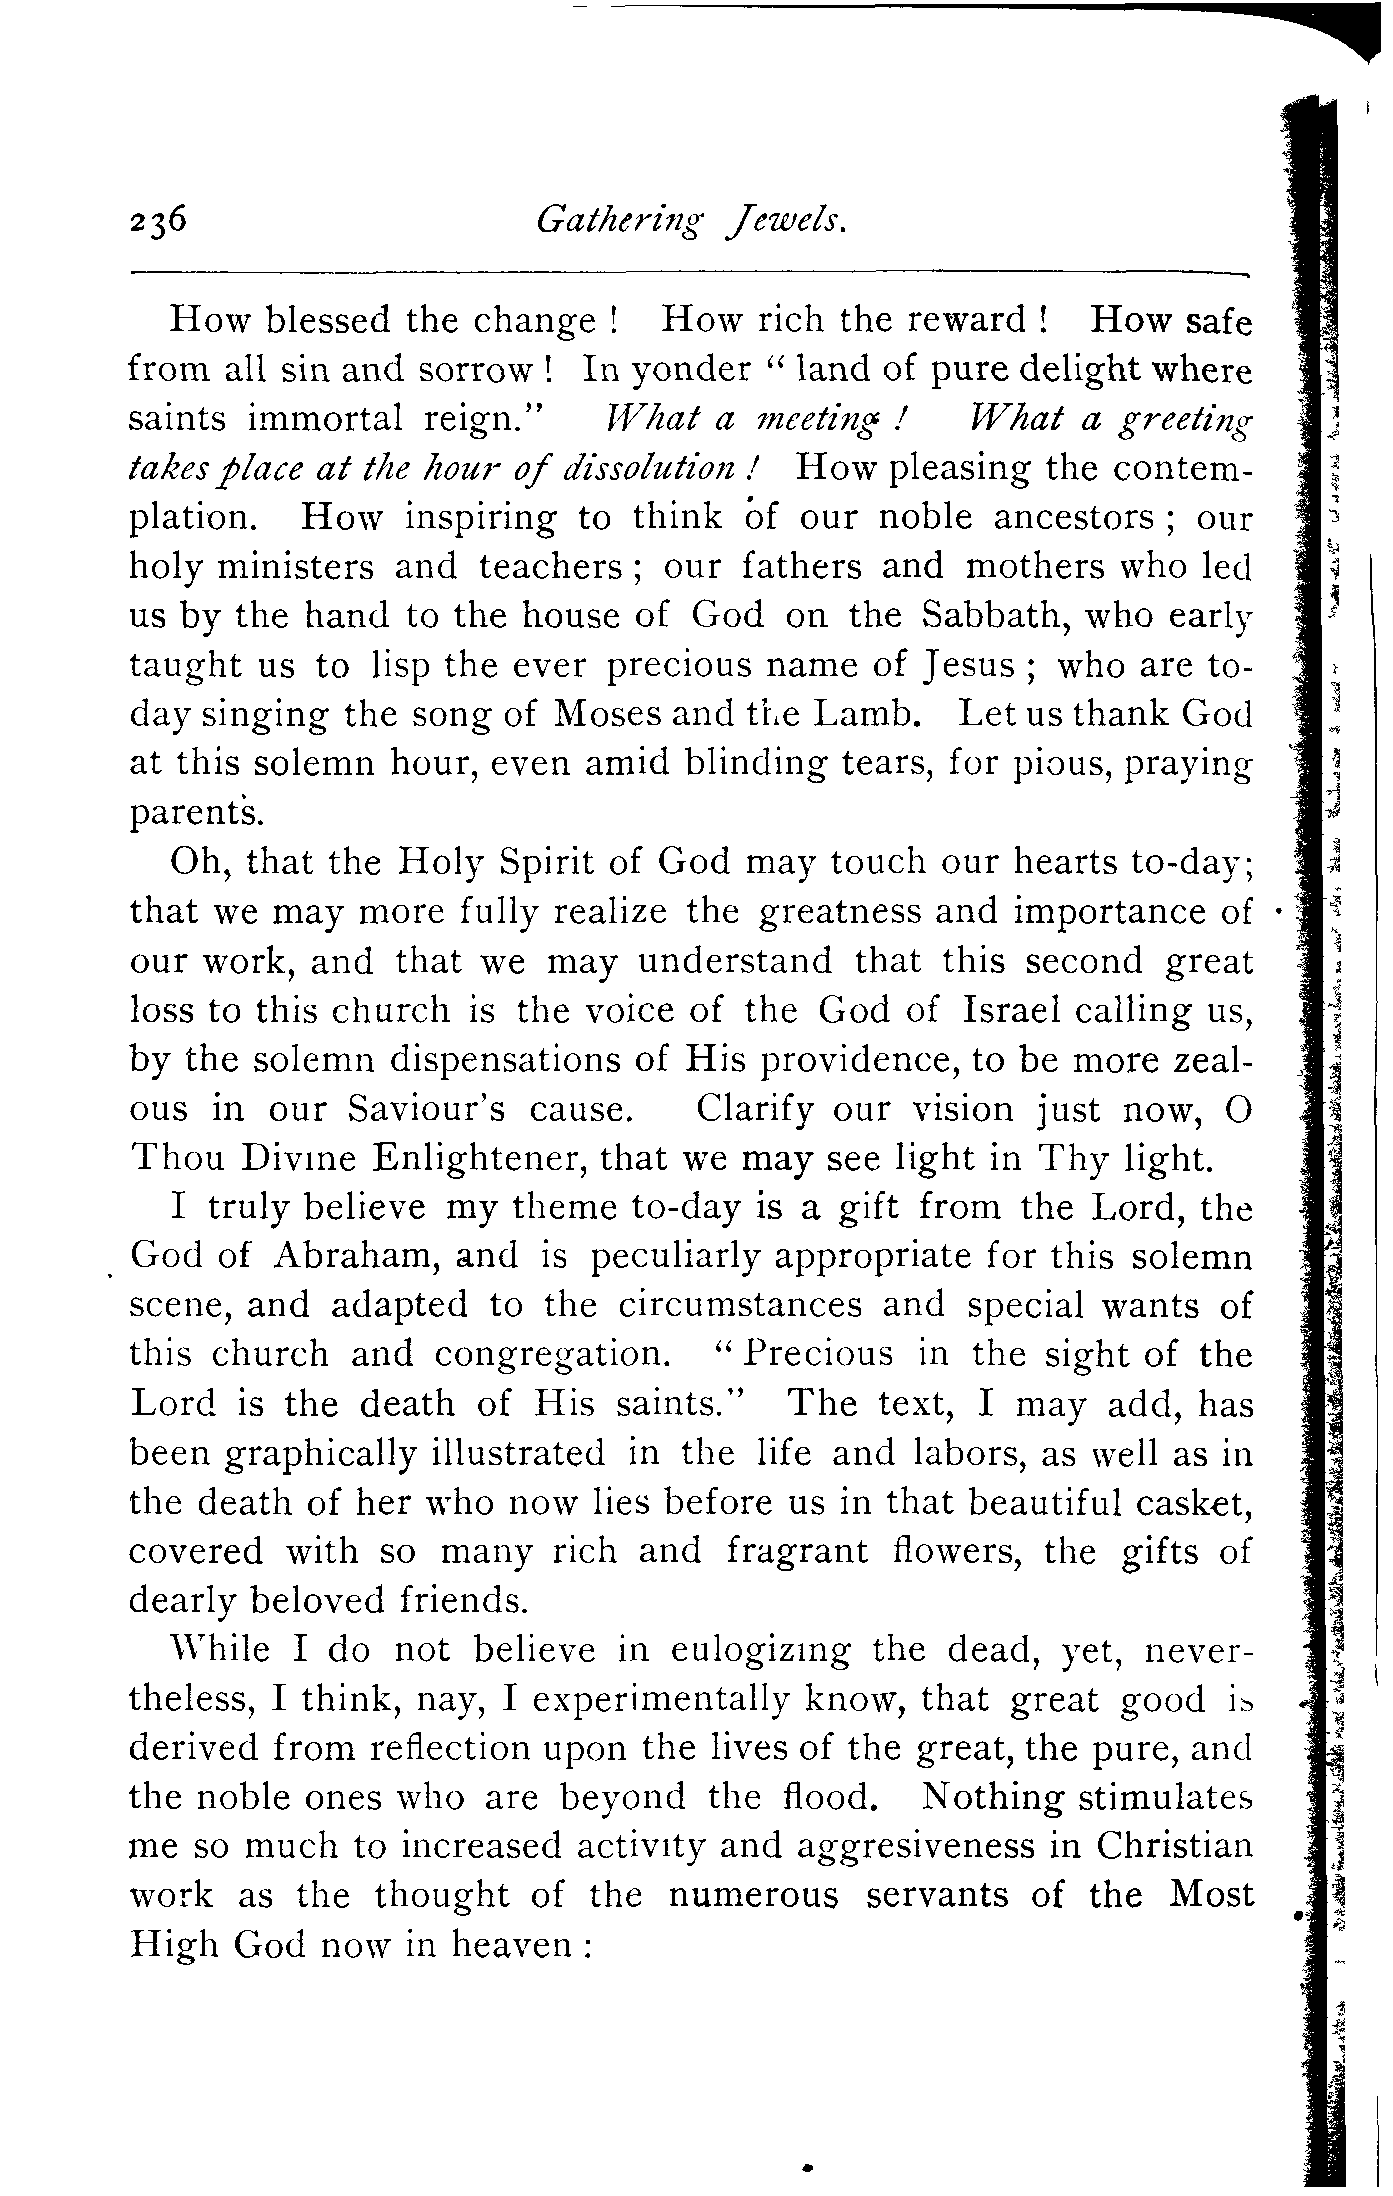 236 Gathering Jewels.
How blessed the change ! How rich the reward ! How safe
from all sin and sorrow ! In yonder “ land of pure delight where
saints immortal reign.” What a meeting ! What a greeting
takes place at the hour of dissolution ! How pleasing the contem-
plation. How inspiring to think of our noble ancestors ; our
holy ministers and teachers ; our fathers and mothers who led
us by the hand to the house of God on the Sabbath, who early
taught us to lisp the ever precious name of Jesus ; who are to-
day singing the song of Moses and the Lamb. Let us thank God
at this solemn hour, even amid blinding tears, for pious, praying
parents.
Oh, that the Holy Spirit of God may touch our hearts to-day;
that we may more fully realize the greatness and importance of
our work, and that we may understand that this second great
loss to this church is the voice of the God of Israel calling us,
by the solemn dispensations of His providence, to be more zeal-
ous in our Saviour's cause. Clarify our vision just now, O
Thou Divine Enlightener, that we may see light in Thy light.
I truly believe my theme to-day is a gift from the Lord, the
God of Abraham, and is peculiarly appropriate for this solemn
scene, and adapted to the circumstances and special wants of
this church and congregation. “ Precious in the sight of the
Lord is the death of His saints.” The text, I may add, has
been graphically illustrated in the life and labors, as well as in
the death of her who now lies before us in that beautiful casket,
covered with so many rich and fragrant flowers, the gifts of
dearly beloved friends.
While I do not believe in eulogizing the dead, yet, never-
theless, I think, nay, I experimentally know, that great good is
derived from reflection upon the lives of the great, the pure, and
the noble ones who are beyond the flood. Nothing stimulates
me so much to increased activity and aggresiveness in Christian
work as the thought of the numerous servants of the Most
High God now in heaven :